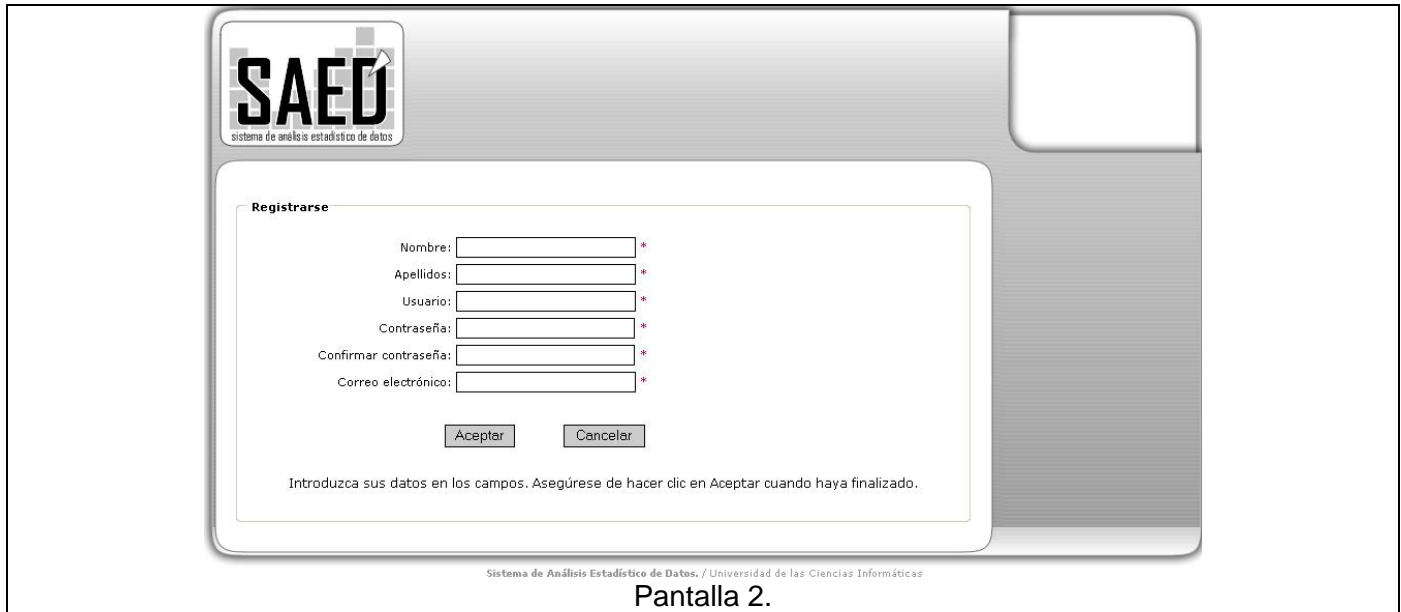 SAED
sistema de análisis estadístico de datos
Registrarse
Nombre: *
Apellidos: *
Usuario: *
Contraseña: *
Confirmar contraseña: *
Correo electrónico: *
Aceptar Cancelar
Introduzca sus datos en los campos. Asegúrese de hacer clic en Aceptar cuando haya finalizado.
Sistema de Análisis Estadístico de Datos. / Universidad de las Ciencias Informáticas
Pantalla 2.